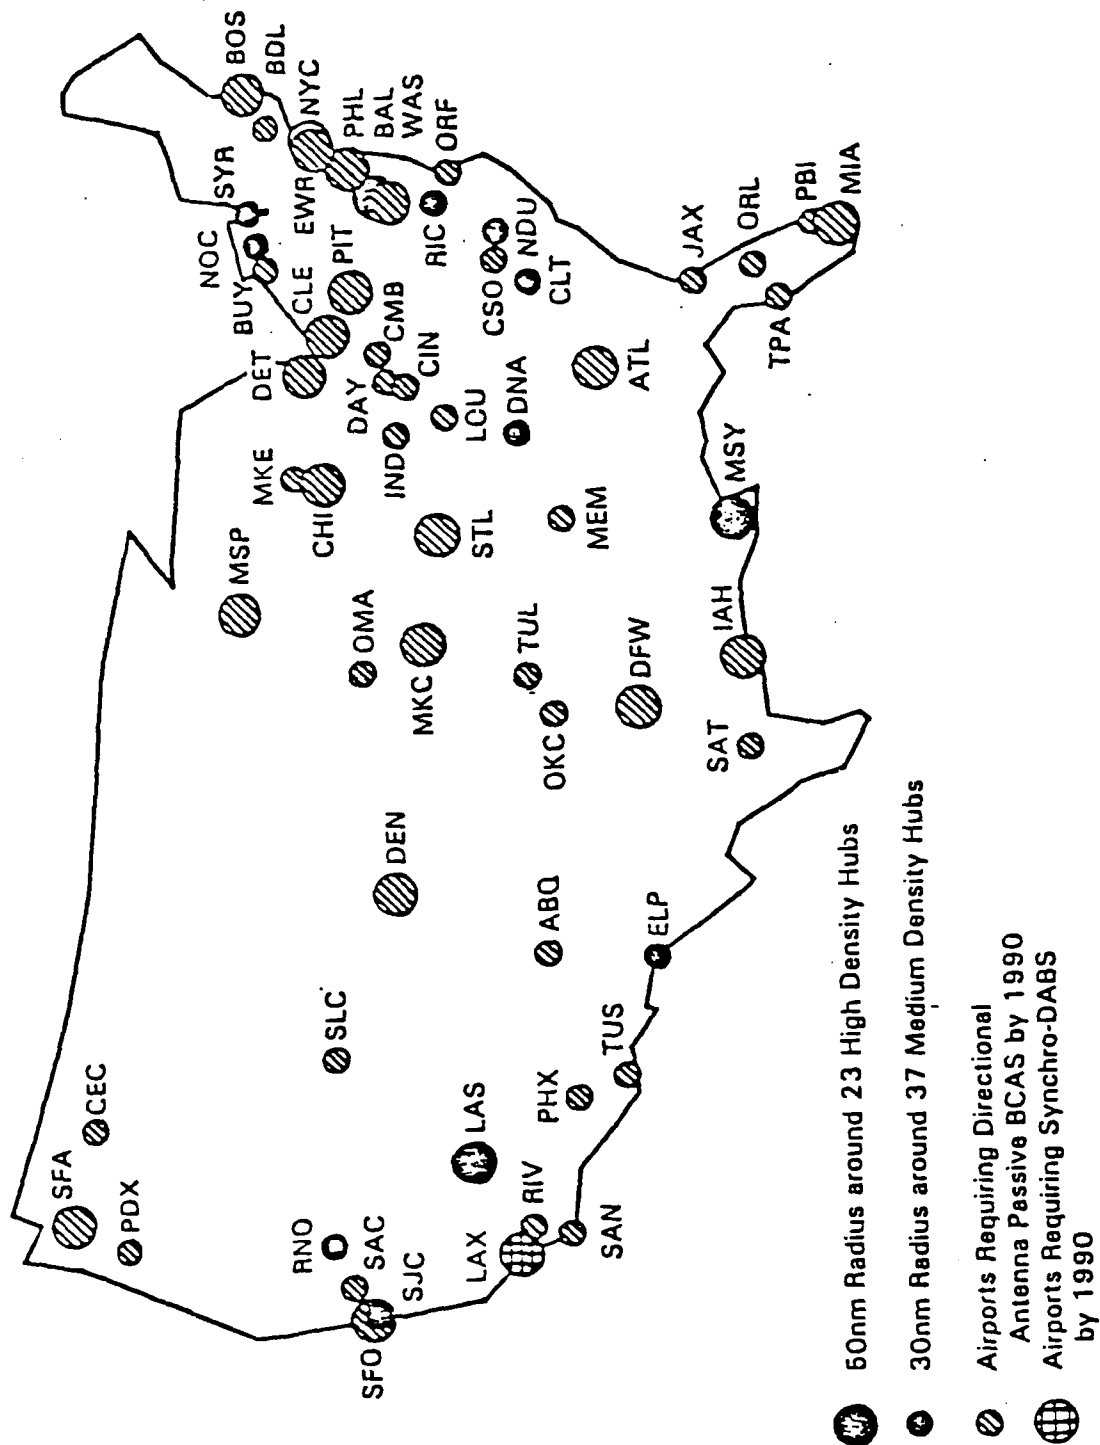 SFA
CEC
PDX
RNO
SAC
SJC
SFO
LAX
RIV
SAN
LAS
PHX
TUS
SLC
ABQ
ELP
DEN
MSP
OMA
MKC
TUL
OKC
DFW
SAT
IAH
MKE
CHI
STL
MEM
MSY
DET
CLE
PIT
BUY
NOC
SYR
DAY
CMB
CIN
IND
LCU
DNA
ATL
BOS
BDL
NYC
EWR
PHL
BAL
WAS
RIC
ORF
CSO
NDU
CLT
JAX
ORL
TPA
PBI
MIA
60nm Radius around 23 High Density Hubs
30nm Radius around 37 Medium Density Hubs
Airports Requiring Directional
Antenna Passive BCAS by 1990
Airports Requiring Synchro-DABS
by 1990